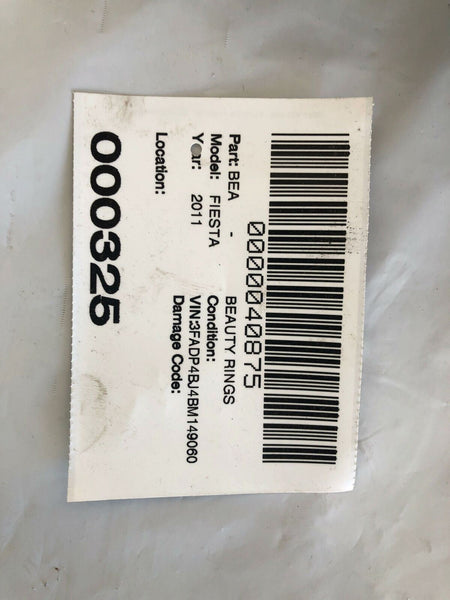 0000040875
Part: BEA - BEAUTY RINGS
Model: FIESTA Condition:
Year: 2011 VIN:3FADP4BJ4BM149060
Damage Code:
Location:
000325